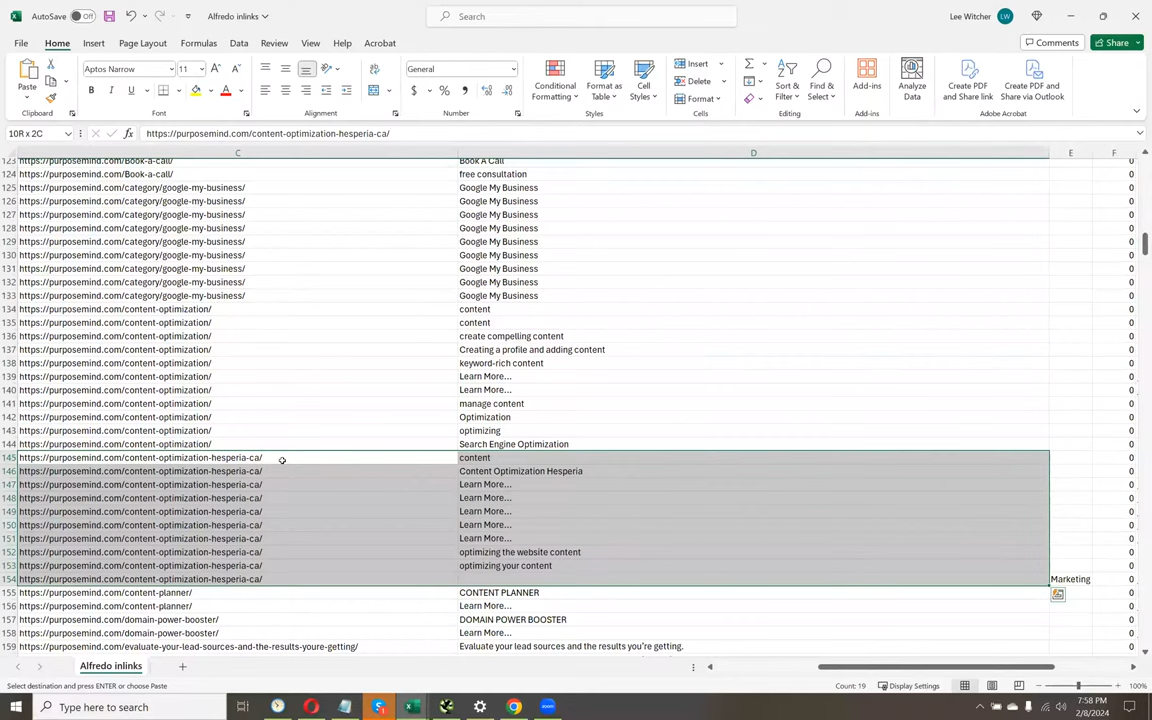 AutoSave Off Alfredo inlinks Search Lee Witcher LW
File Home Insert Page Layout Formulas Data Review View Help Acrobat Comments Share
Paste Aptos Narrow 11 General Conditional Formatting Format as Table Cell Styles Insert Delete Format Sort & Filter Find & Select Add-ins Analyze Data Create PDF and Share link Create PDF and Share via Outlook
Clipboard Font Alignment Number Styles Cells Editing Add-ins Adobe Acrobat
10R x 2C fx https://purposemind.com/content-optimization-hesperia-ca/
C D E F
123 https://purposemind.com/Book-a-call/ Book A Call 0
124 https://purposemind.com/Book-a-call/ free consultation 0
125 https://purposemind.com/category/google-my-business/ Google My Business 0
126 https://purposemind.com/category/google-my-business/ Google My Business 0
127 https://purposemind.com/category/google-my-business/ Google My Business 0
128 https://purposemind.com/category/google-my-business/ Google My Business 0
129 https://purposemind.com/category/google-my-business/ Google My Business 0
130 https://purposemind.com/category/google-my-business/ Google My Business 0
131 https://purposemind.com/category/google-my-business/ Google My Business 0
132 https://purposemind.com/category/google-my-business/ Google My Business 0
133 https://purposemind.com/category/google-my-business/ Google My Business 0
134 https://purposemind.com/content-optimization/ content 0
135 https://purposemind.com/content-optimization/ content 0
136 https://purposemind.com/content-optimization/ create compelling content 0
137 https://purposemind.com/content-optimization/ Creating a profile and adding content 0
138 https://purposemind.com/content-optimization/ keyword-rich content 0
139 https://purposemind.com/content-optimization/ Learn More... 0
140 https://purposemind.com/content-optimization/ Learn More... 0
141 https://purposemind.com/content-optimization/ manage content 0
142 https://purposemind.com/content-optimization/ Optimization 0
143 https://purposemind.com/content-optimization/ optimizing 0
144 https://purposemind.com/content-optimization/ Search Engine Optimization 0
145 https://purposemind.com/content-optimization-hesperia-ca/ content 0
146 https://purposemind.com/content-optimization-hesperia-ca/ Content Optimization Hesperia 0
147 https://purposemind.com/content-optimization-hesperia-ca/ Learn More... 0
148 https://purposemind.com/content-optimization-hesperia-ca/ Learn More... 0
149 https://purposemind.com/content-optimization-hesperia-ca/ Learn More... 0
150 https://purposemind.com/content-optimization-hesperia-ca/ Learn More... 0
151 https://purposemind.com/content-optimization-hesperia-ca/ Learn More... 0
152 https://purposemind.com/content-optimization-hesperia-ca/ optimizing the website content 0
153 https://purposemind.com/content-optimization-hesperia-ca/ optimizing your content 0
154 https://purposemind.com/content-optimization-hesperia-ca/ Marketing 0
155 https://purposemind.com/content-planner/ CONTENT PLANNER 0
156 https://purposemind.com/content-planner/ Learn More... 0
157 https://purposemind.com/domain-power-booster/ DOMAIN POWER BOOSTER 0
158 https://purposemind.com/domain-power-booster/ Learn More... 0
159 https://purposemind.com/evaluate-your-lead-sources-and-the-results-youre-getting/ Evaluate your lead sources and the results you're getting. 0
Alfredo inlinks
Select destination and press ENTER or choose Paste Count: 19 Display Settings 100%
Type here to search 7:58 PM
2/8/2024